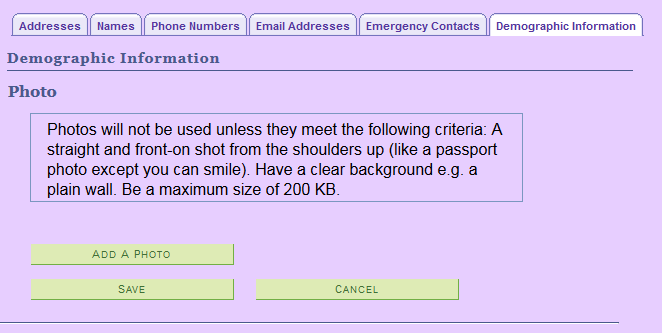 Addresses Names Phone Numbers Email Addresses Emergency Contacts Demographic Information
Demographic Information
Photo
Photos will not be used unless they meet the following criteria: A
straight and front-on shot from the shoulders up (like a passport
photo except you can smile). Have a clear background e.g. a
plain wall. Be a maximum size of 200 KB.
ADD A PHOTO
SAVE CANCEL